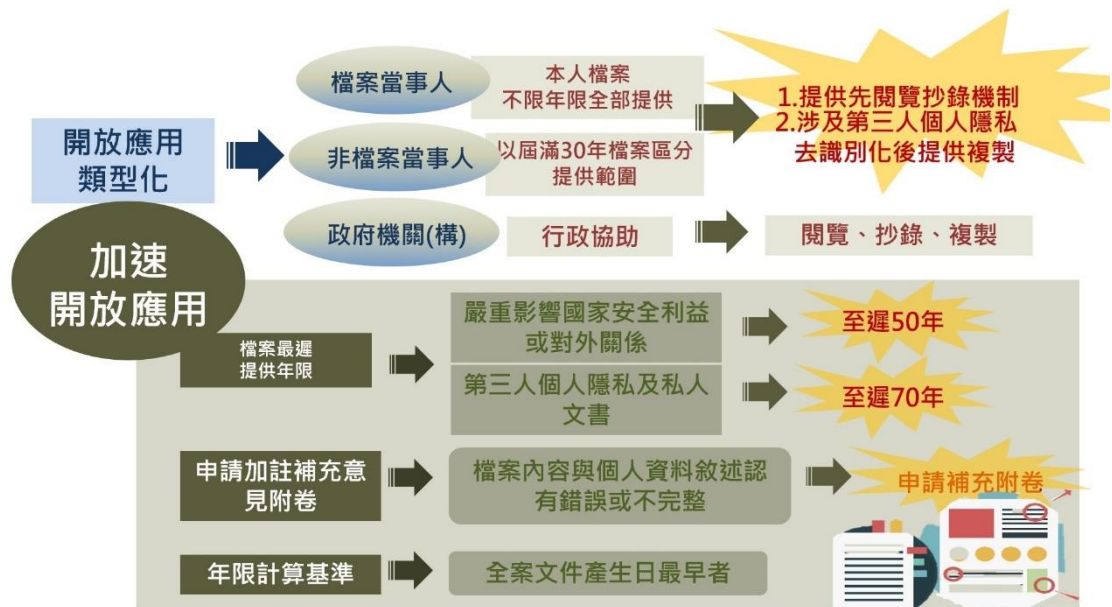 開放應用
類型化
檔案當事人
本人檔案
不限年限全部提供
非檔案當事人
以屆滿30年檔案區分
提供範圍
1.提供先閱覽抄錄機制
2.涉及第三人個人隱私
去識別化後提供複製
政府機關(構)
行政協助
閱覽、抄錄、複製
加速
開放應用
檔案最遲
提供年限
嚴重影響國家安全利益
或對外關係
至遲50年
第三人個人隱私及私人
文書
至遲70年
申請加註補充意
見附卷
檔案內容與個人資料敘述認
有錯誤或不完整
申請補充附卷
年限計算基準
全案文件產生日最早者